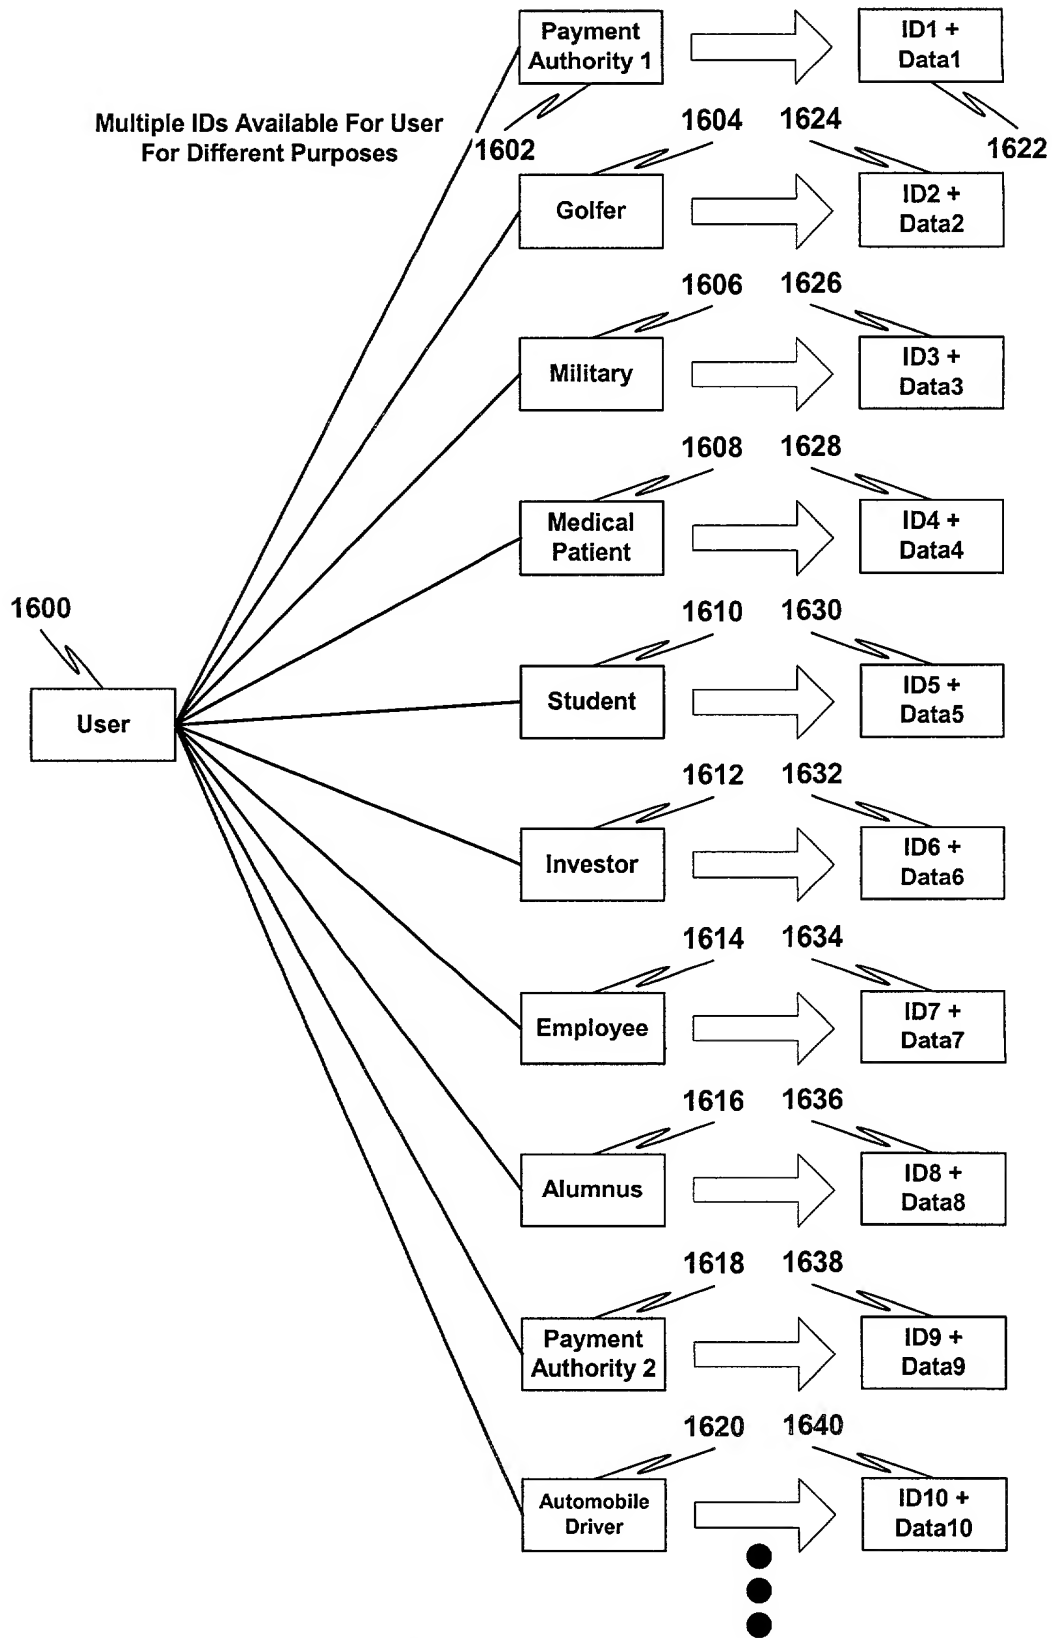 Payment
Authority 1
ID1 +
Data1
Multiple IDs Available For User
For Different Purposes
1602
1604
1624
1622
Golfer
ID2 +
Data2
1606
1626
Military
ID3 +
Data3
1608
1628
Medical
Patient
ID4 +
Data4
1600
User
1610
1630
Student
ID5 +
Data5
1612
1632
Investor
ID6 +
Data6
1614
1634
Employee
ID7 +
Data7
1616
1636
Alumnus
ID8 +
Data8
1618
1638
Payment
Authority 2
ID9 +
Data9
1620
1640
Automobile
Driver
ID10 +
Data10